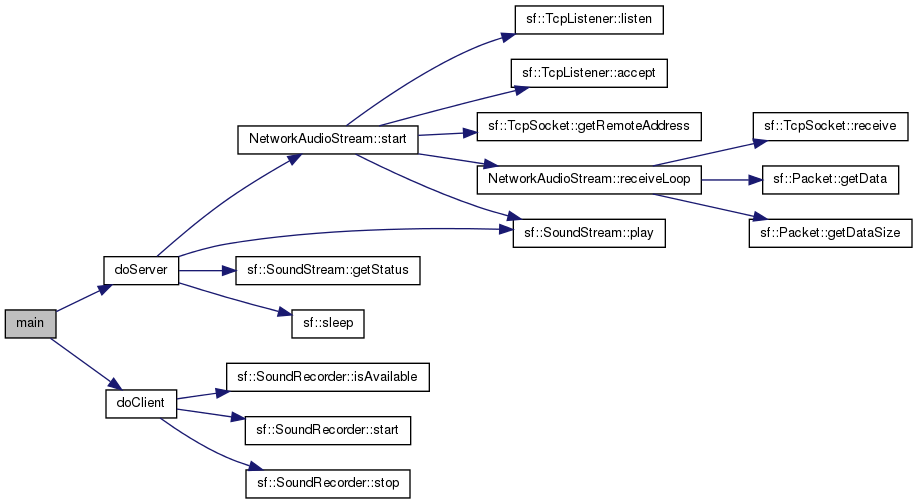 sf::TcpListener::listen
sf::TcpListener::accept
sf::TcpSocket::getRemoteAddress
sf::TcpSocket::receive
NetworkAudioStream::start
NetworkAudioStream::receiveLoop
sf::Packet::getData
sf::SoundStream::play
sf::Packet::getDataSize
doServer
sf::SoundStream::getStatus
main
sf::sleep
sf::SoundRecorder::isAvailable
doClient
sf::SoundRecorder::start
sf::SoundRecorder::stop